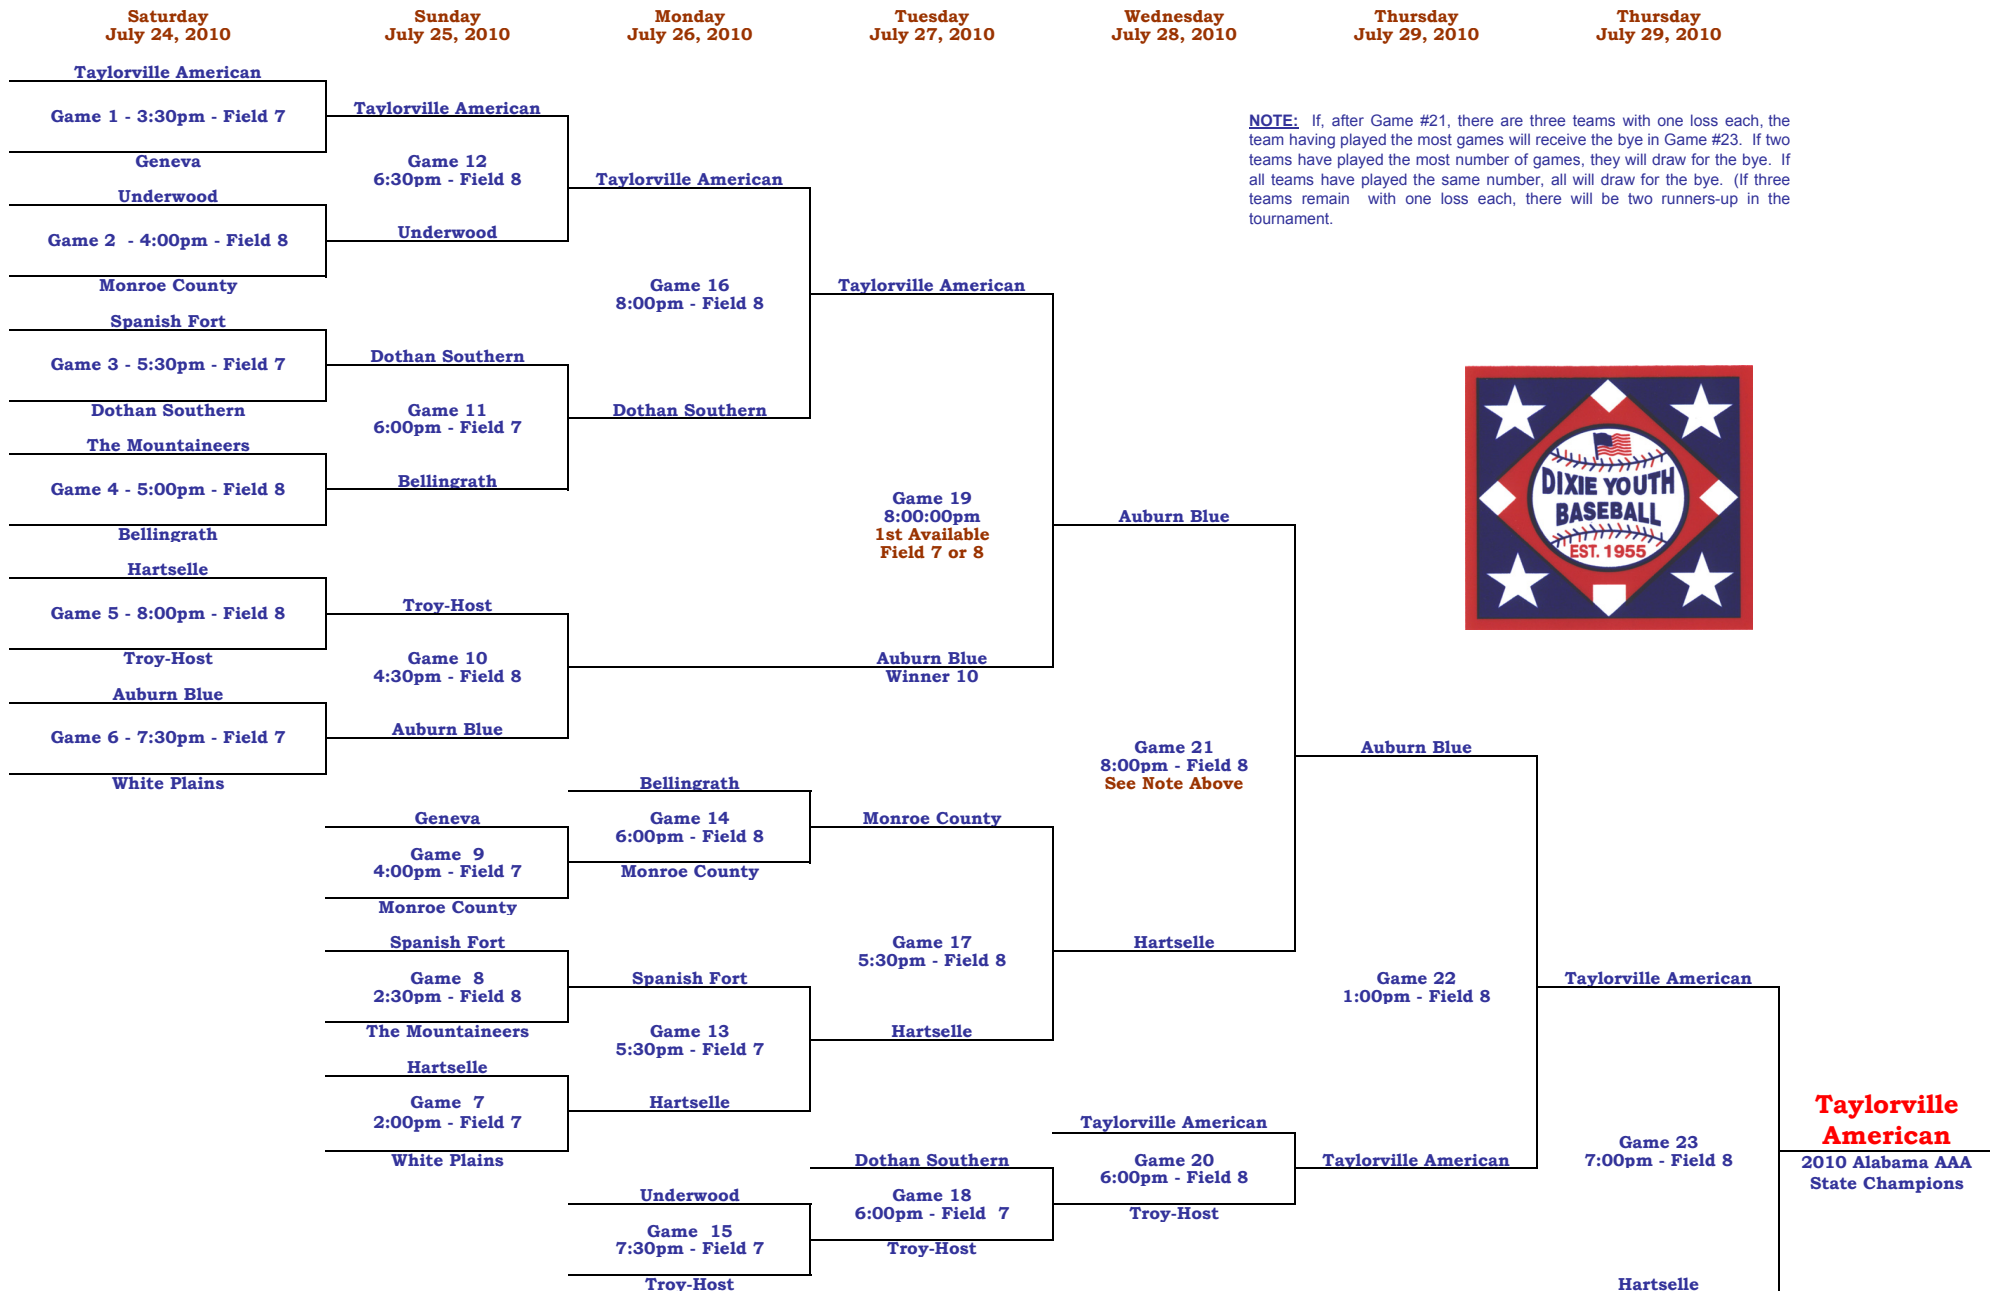 Saturday
July 24, 2010
Sunday
July 25, 2010
Monday
July 26, 2010
Tuesday
July 27, 2010
Wednesday
July 28, 2010
Thursday
July 29, 2010
Thursday
July 29, 2010
NOTE: If, after Game #21, there are three teams with one loss each, the
team having played the most games will receive the bye in Game #23. If two
teams have played the most number of games, they will draw for the bye. If
all teams have played the same number, all will draw for the bye. (If three
teams remain with one loss each, there will be two runners-up in the
tournament.
Taylorville American
Game 1 - 3:30pm - Field 7
Geneva
Underwood
Game 2 - 4:00pm - Field 8
Monroe County
Spanish Fort
Game 3 - 5:30pm - Field 7
Dothan Southern
The Mountaineers
Game 4 - 5:00pm - Field 8
Bellingrath
Hartselle
Game 5 - 8:00pm - Field 8
Troy-Host
Auburn Blue
Game 6 - 7:30pm - Field 7
White Plains
Taylorville American
Game 12
6:30pm - Field 8
Underwood
Dothan Southern
Game 11
6:00pm - Field 7
Bellingrath
Troy-Host
Game 10
4:30pm - Field 8
Auburn Blue
Geneva
Game 9
4:00pm - Field 7
Monroe County
Spanish Fort
Game 8
2:30pm - Field 8
The Mountaineers
Hartselle
Game 7
2:00pm - Field 7
White Plains
Taylorville American
Game 16
8:00pm - Field 8
Dothan Southern
Bellingrath
Game 14
6:00pm - Field 8
Monroe County
Spanish Fort
Game 13
5:30pm - Field 7
Hartselle
Underwood
Game 15
7:30pm - Field 7
Troy-Host
Taylorville American
Game 19
8:00:00pm
1st Available
Field 7 or 8
Auburn Blue
Winner 10
Monroe County
Game 17
5:30pm - Field 8
Hartselle
Dothan Southern
Game 18
6:00pm - Field 7
Troy-Host
Auburn Blue
Game 21
8:00pm - Field 8
See Note Above
Hartselle
Taylorville American
Game 20
6:00pm - Field 8
Troy-Host
Auburn Blue
Game 22
1:00pm - Field 8
Taylorville American
DIXIE YOUTH
BASEBALL
EST. 1955
Taylorville American
Game 23
7:00pm - Field 8
Hartselle
Taylorville
American
2010 Alabama AAA
State Champions